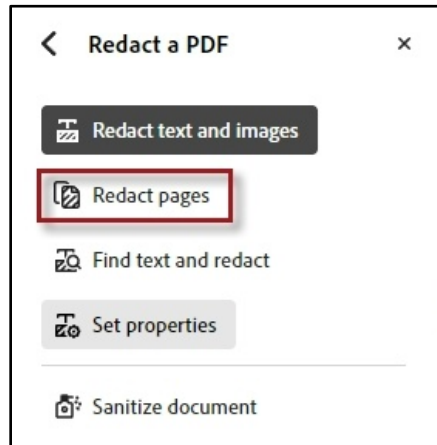 Redact a PDF
Redact text and images
Redact pages
Find text and redact
Set properties
Sanitize document